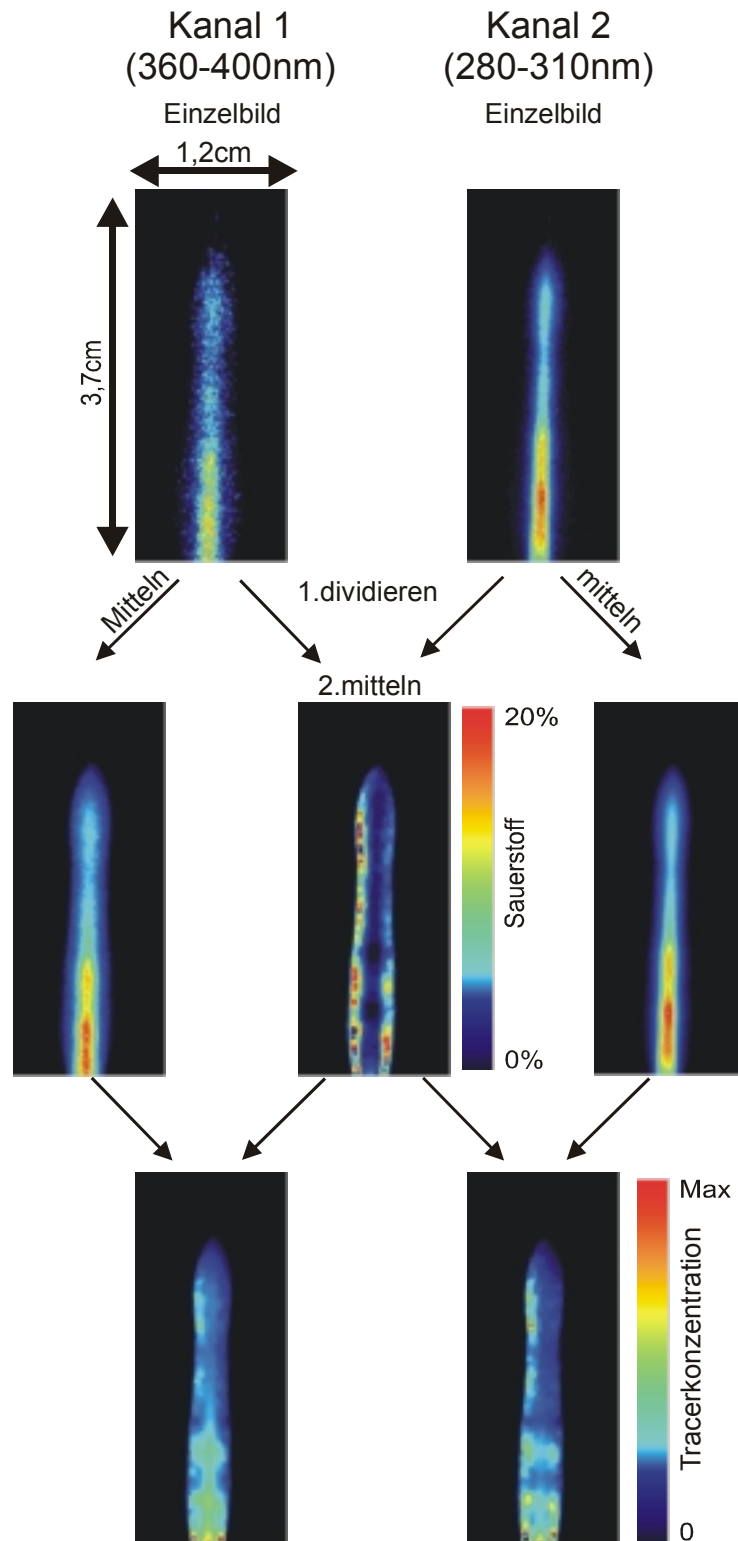 Kanal 1
(360-400nm)
Kanal 2
(280-310nm)
Einzelbild
Einzelbild
1,2cm
3,7cm
Mitteln
1.dividieren
mitteln
2.mitteln
20%
Sauerstoff
0%
Max
Tracerkonzentration
0